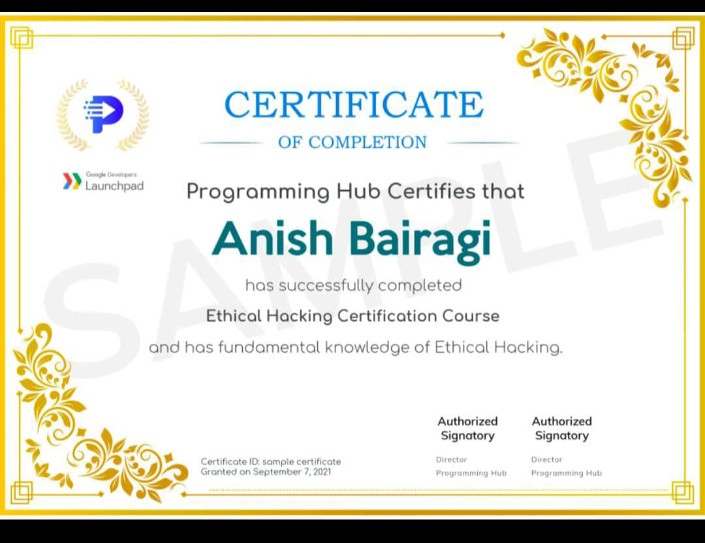 CERTIFICATE
OF COMPLETION
Google Developers
Launchpad
Programming Hub Certifies that
Anish Bairagi
has successfully completed
Ethical Hacking Certification Course
and has fundamental knowledge of Ethical Hacking.
SAMPLE
Authorized Signatory
Director
Programming Hub
Authorized Signatory
Director
Programming Hub
Certificate ID: sample certificate
Granted on September 7, 2021